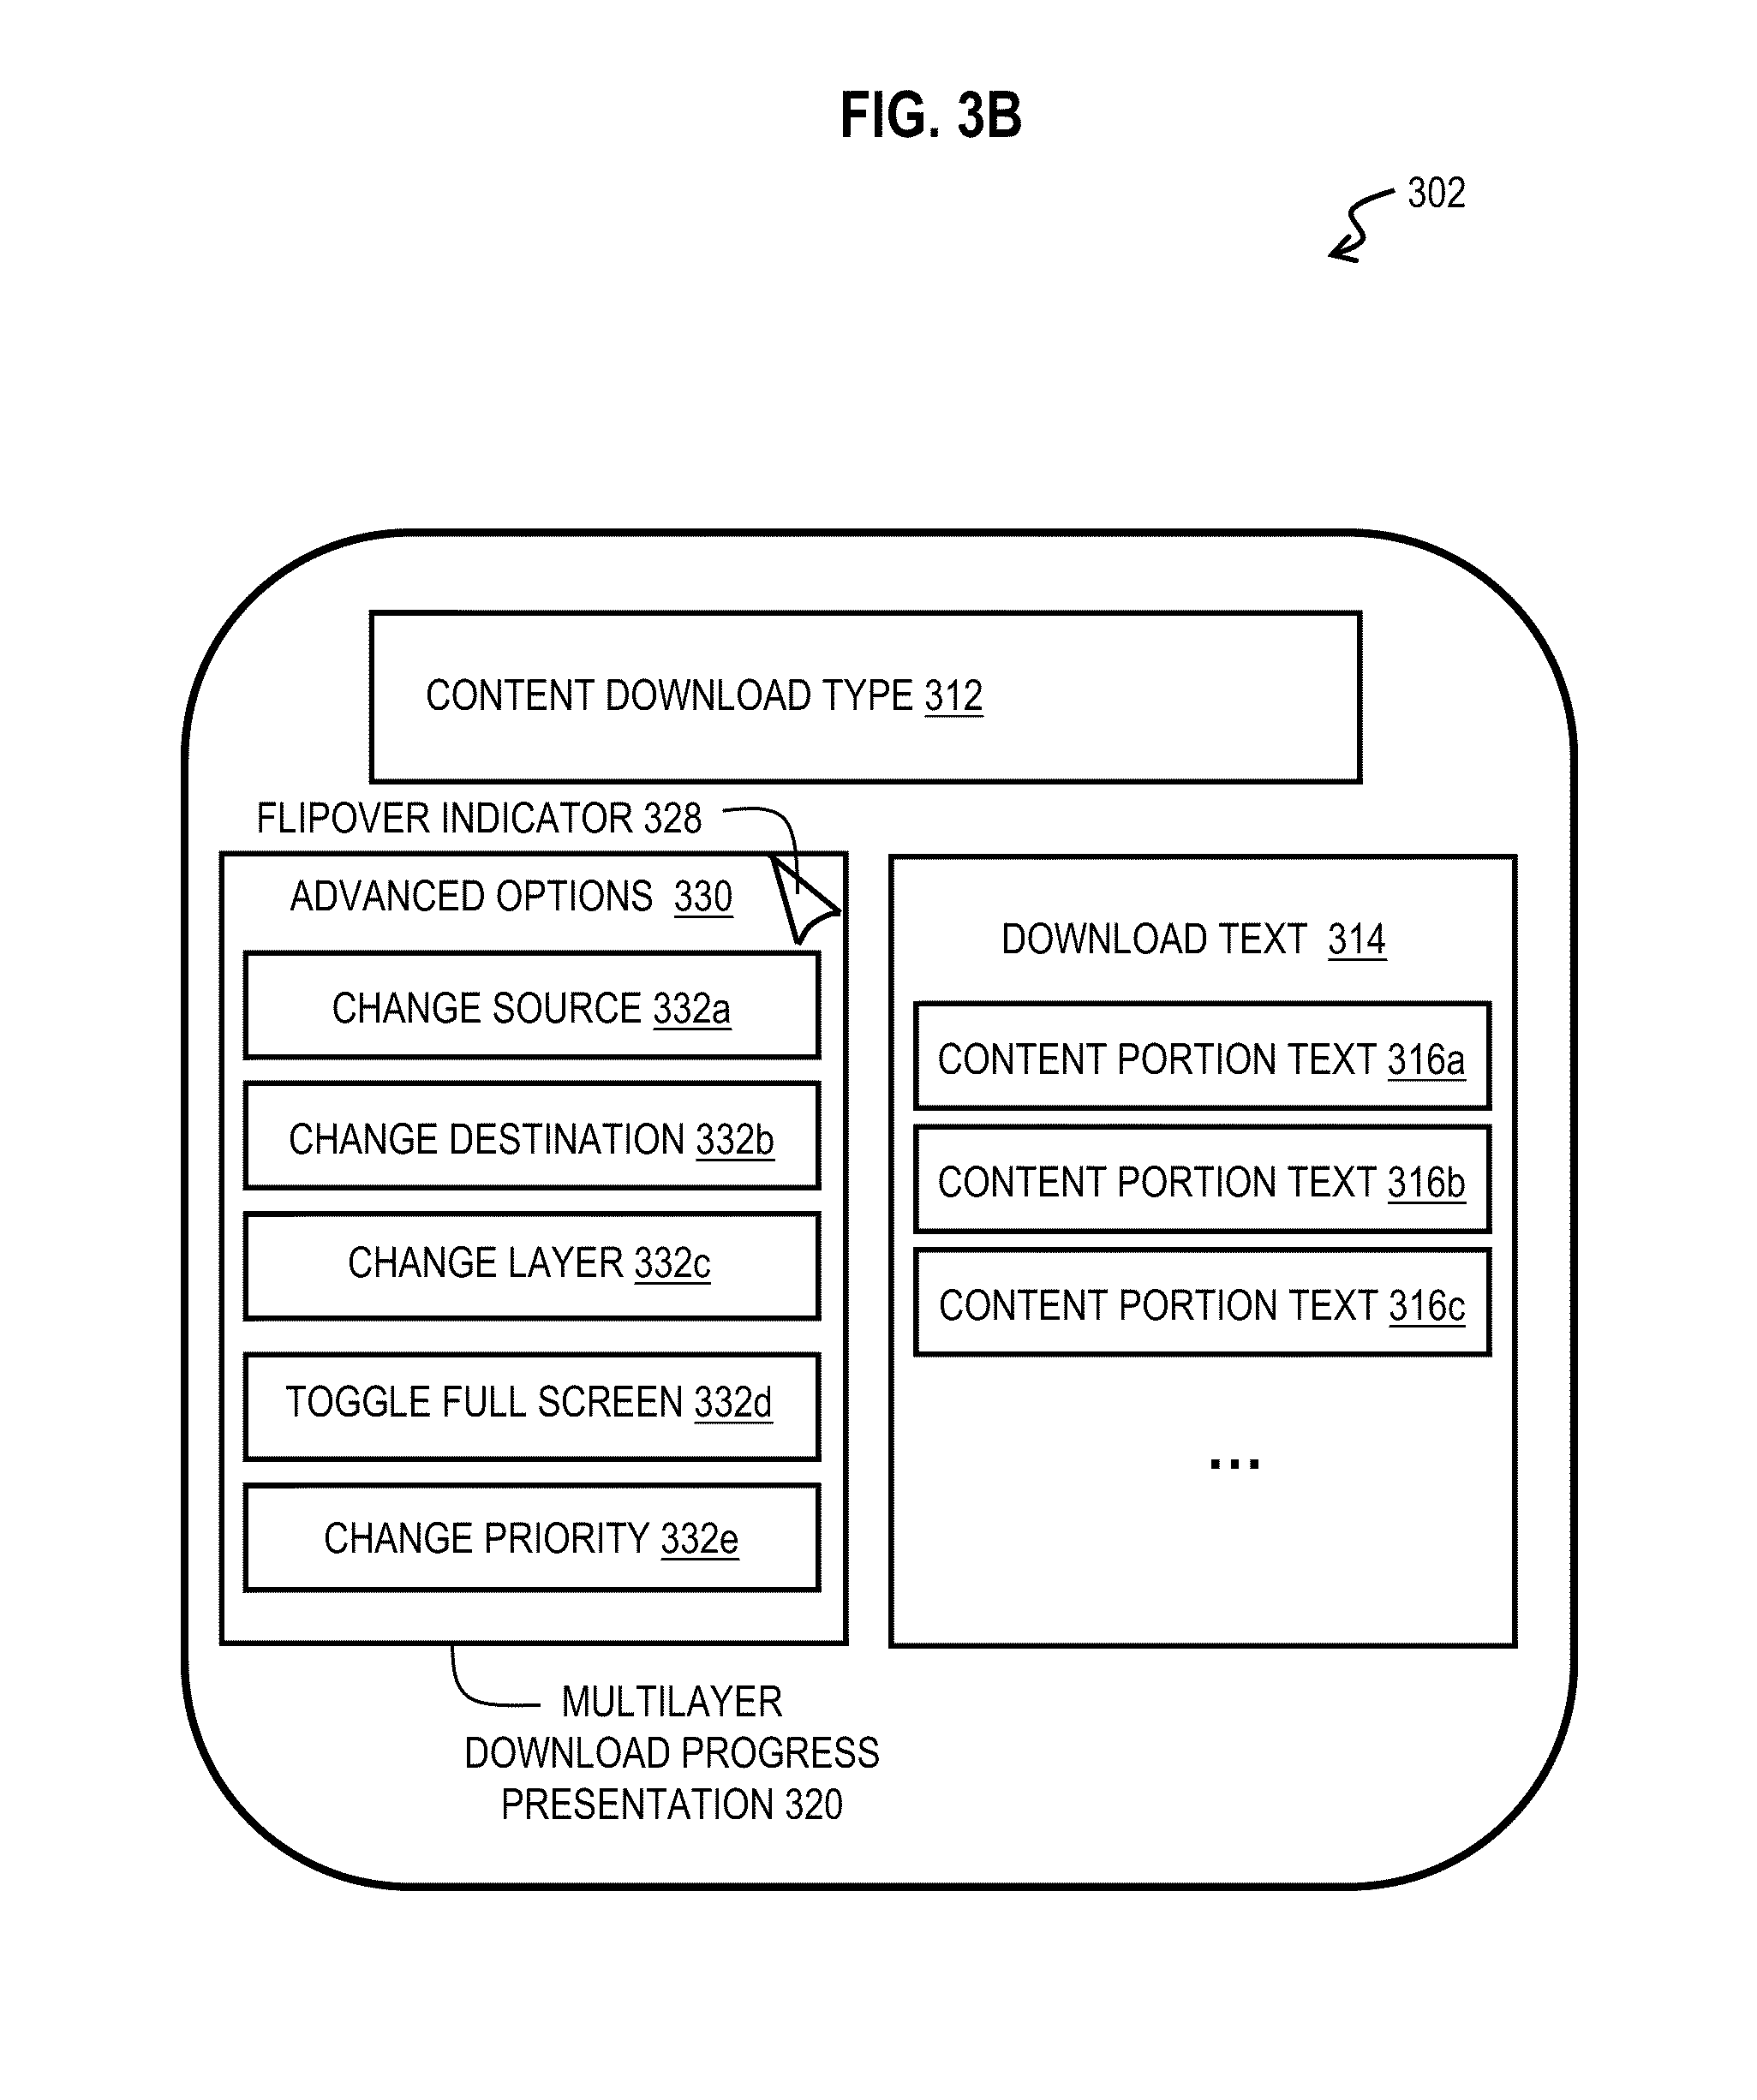 FIG. 3B
302
CONTENT DOWNLOAD TYPE 312
FLIPOVER INDICATOR 328
ADVANCED OPTIONS 330
CHANGE SOURCE 332a
CHANGE DESTINATION 332b
CHANGE LAYER 332c
TOGGLE FULL SCREEN 332d
CHANGE PRIORITY 332e
MULTILAYER
DOWNLOAD PROGRESS
PRESENTATION 320
DOWNLOAD TEXT 314
CONTENT PORTION TEXT 316a
CONTENT PORTION TEXT 316b
CONTENT PORTION TEXT 316c
...